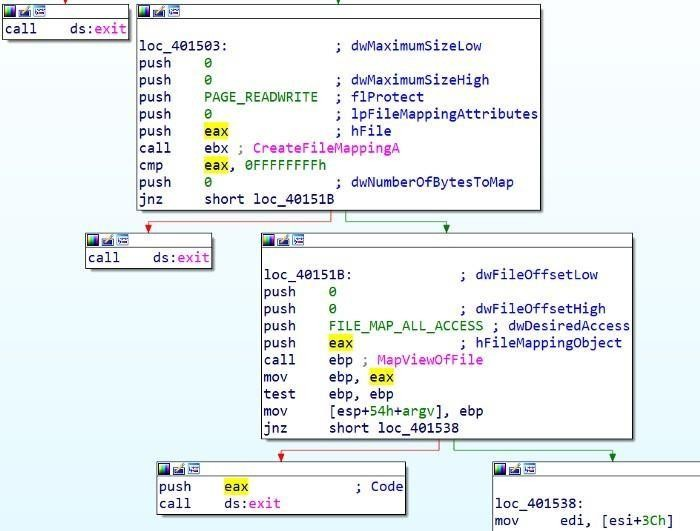 call    ds:exit
loc_401503:             ; dwMaximumSizeLow
push    0
push    0               ; dwMaximumSizeHigh
push    PAGE_READWRITE  ; flProtect
push    0               ; lpFileMappingAttributes
push    eax             ; hFile
call    ebx ; CreateFileMappingA
cmp     eax, 0FFFFFFFFh
push    0               ; dwNumberOfBytesToMap
jnz     short loc_40151B
call    ds:exit
loc_40151B:             ; dwFileOffsetLow
push    0
push    0               ; dwFileOffsetHigh
push    FILE_MAP_ALL_ACCESS ; dwDesiredAccess
push    eax             ; hFileMappingObject
call    ebp ; MapViewOfFile
mov     ebp, eax
test    ebp, ebp
mov     [esp+54h+argv], ebp
jnz     short loc_401538
push    eax             ; Code
call    ds:exit
loc_401538:
mov     edi, [esi+3Ch]